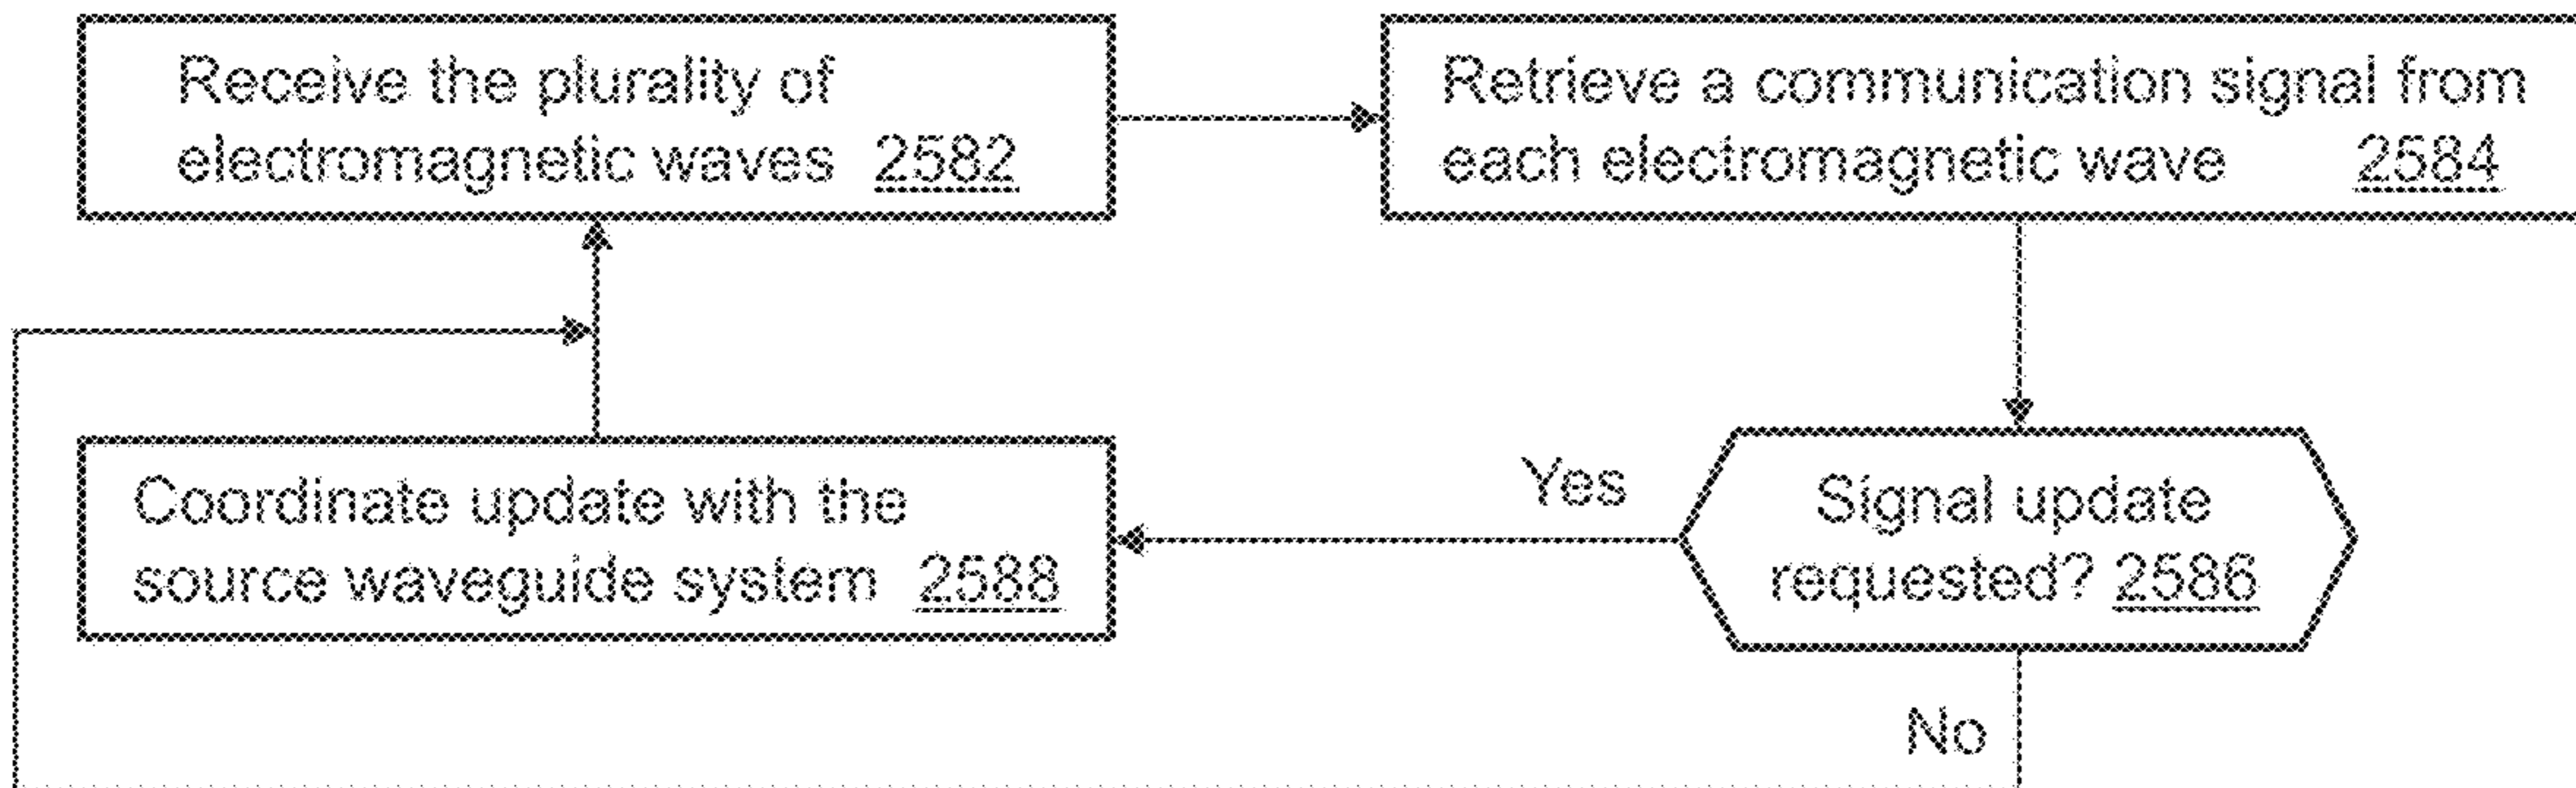 Receive the plurality of
electromagnetic waves 2582
Retrieve a communication signal from
each electromagnetic wave 2584
Signal update
requested? 2586
Yes
Coordinate update with the
source waveguide system 2588
No